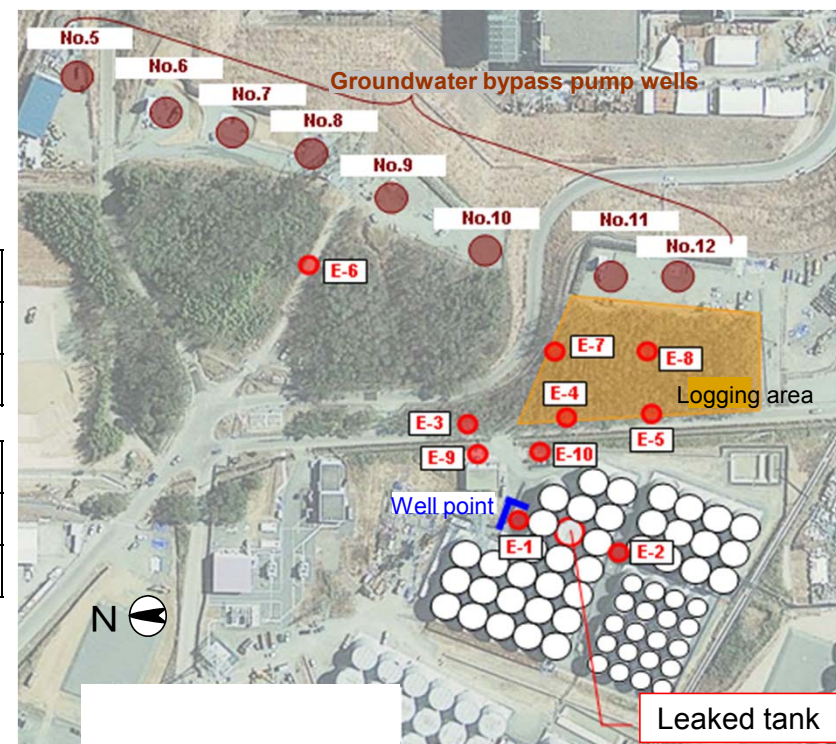 No.5
No.6
Groundwater bypass pump wells
No.7
No.8
No.9
No.10
No.11
No.12
E-6
E-7
E-8
E-4
Logging area
E-3
E-5
E-9
E-10
Well point
E-1
E-2
N
Leaked tank